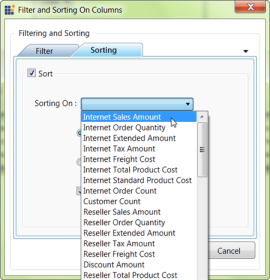 Filter and Sorting On Columns
Filtering and Sorting
Filter
Sorting
Sort
Sorting On :
Internet Sales Amount
Internet Order Quantity
Internet Extended Amount
Internet Tax Amount
Internet Freight Cost
Internet Total Product Cost
Internet Standard Product Cost
Internet Order Count
Customer Count
Reseller Sales Amount
Reseller Order Quantity
Reseller Extended Amount
Reseller Tax Amount
Reseller Freight Cost
Discount Amount
Reseller Total Product Cost
Cancel